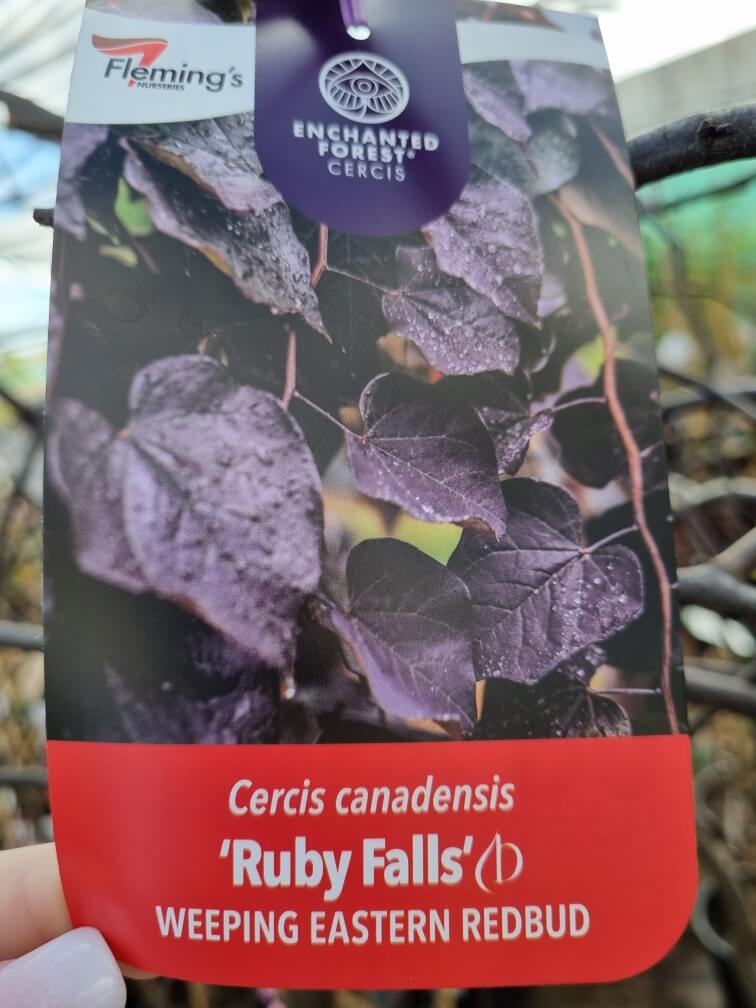 Fleming's
NURSERIES
ENCHANTED
FOREST®
CERCIS
Cercis canadensis
'Ruby Falls'
WEEPING EASTERN REDBUD